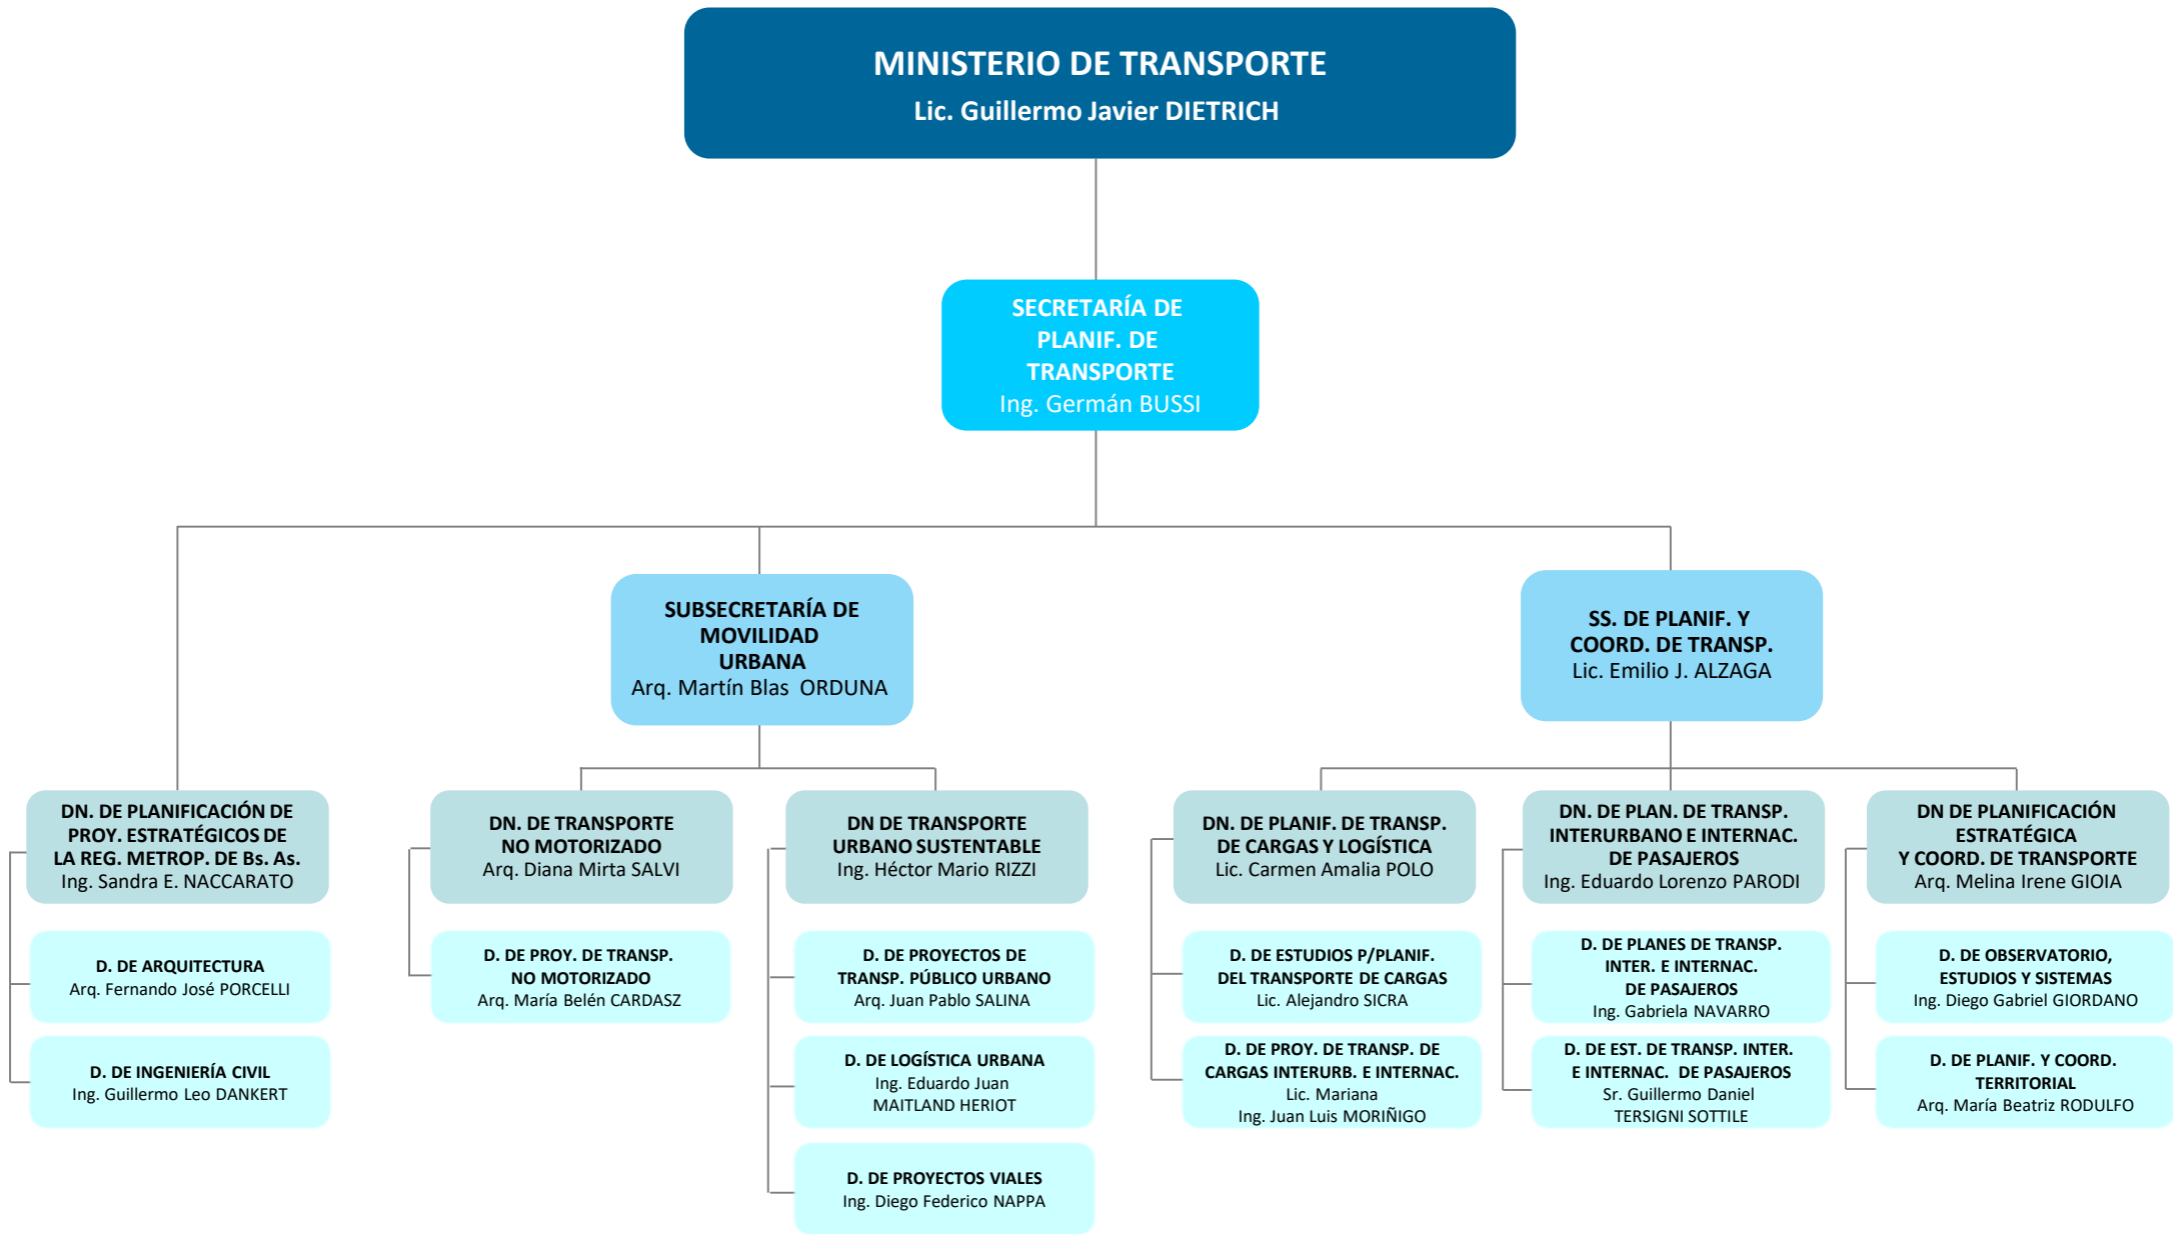 MINISTERIO DE TRANSPORTE
Lic. Guillermo Javier DIETRICH
SECRETARÍA DE
PLANIF. DE
TRANSPORTE
Ing. Germán BUSSI
SUBSECRETARÍA DE
MOVILIDAD
URBANA
Arq. Martín Blas ORDUNA
SS. DE PLANIF. Y
COORD. DE TRANSP.
Lic. Emilio J. ALZAGA
DN. DE PLANIFICACIÓN DE
PROY. ESTRATÉGICOS DE
LA REG. METROP. DE Bs. As.
Ing. Sandra E. NACCARATO
DN. DE TRANSPORTE
NO MOTORIZADO
Arq. Diana Mirta SALVI
DN DE TRANSPORTE
URBANO SUSTENTABLE
Ing. Héctor Mario RIZZI
DN. DE PLANIF. DE TRANSP.
DE CARGAS Y LOGÍSTICA
Lic. Carmen Amalia POLO
DN. DE PLAN. DE TRANSP.
INTERURBANO E INTERNAC.
DE PASAJEROS
Ing. Eduardo Lorenzo PARODI
DN DE PLANIFICACIÓN
ESTRATÉGICA
Y COORD. DE TRANSPORTE
Arq. Melina Irene GIOIA
D. DE ARQUITECTURA
Arq. Fernando José PORCELLI
D. DE PROY. DE TRANSP.
NO MOTORIZADO
Arq. María Belén CARDASZ
D. DE PROYECTOS DE
TRANSP. PÚBLICO URBANO
Arq. Juan Pablo SALINA
D. DE ESTUDIOS P/PLANIF.
DEL TRANSPORTE DE CARGAS
Lic. Alejandro SICRA
D. DE PLANES DE TRANSP.
INTER. E INTERNAC.
DE PASAJEROS
Ing. Gabriela NAVARRO
D. DE OBSERVATORIO,
ESTUDIOS Y SISTEMAS
Ing. Diego Gabriel GIORDANO
D. DE INGENIERÍA CIVIL
Ing. Guillermo Leo DANKERT
D. DE LOGÍSTICA URBANA
Ing. Eduardo Juan
MAITLAND HERIOT
D. DE PROY. DE TRANSP. DE
CARGAS INTERURB. E INTERNAC.
Lic. Mariana
Ing. Juan Luis MORIÑIGO
D. DE EST. DE TRANSP. INTER.
E INTERNAC. DE PASAJEROS
Sr. Guillermo Daniel
TERSIGNI SOTTILE
D. DE PLANIF. Y COORD.
TERRITORIAL
Arq. María Beatriz RODULFO
D. DE PROYECTOS VIALES
Ing. Diego Federico NAPPA